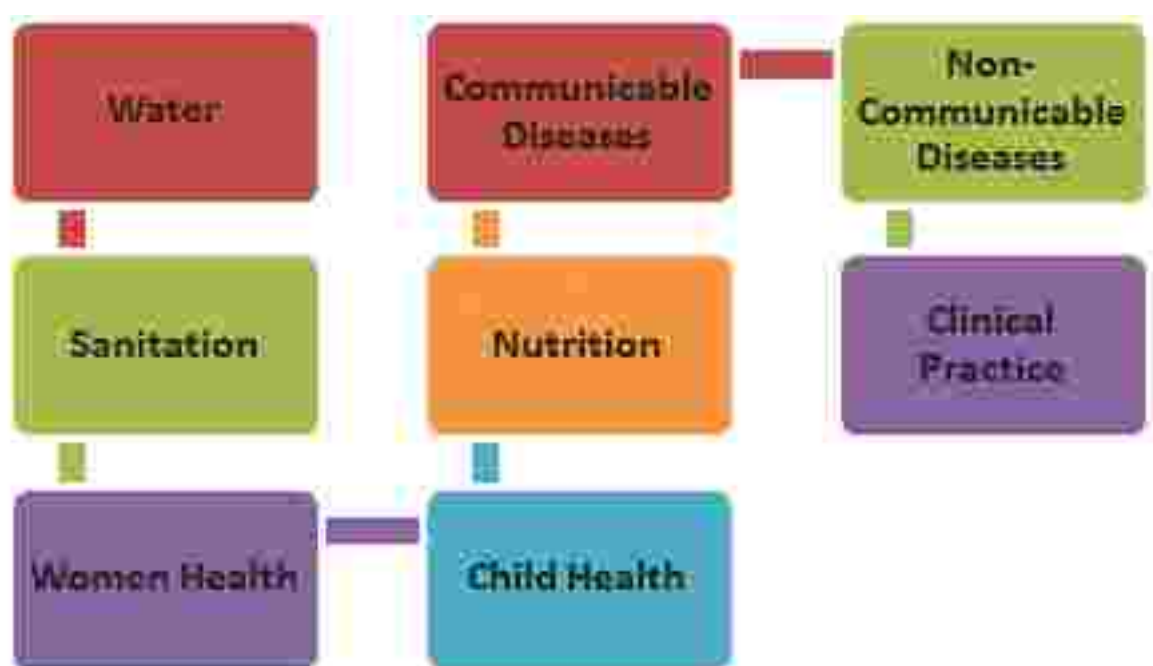 Water
Sanitation
Women Health
Child Health
Nutrition
Communicable
Diseases
Non-
Communicable
Diseases
Clinical
Practice